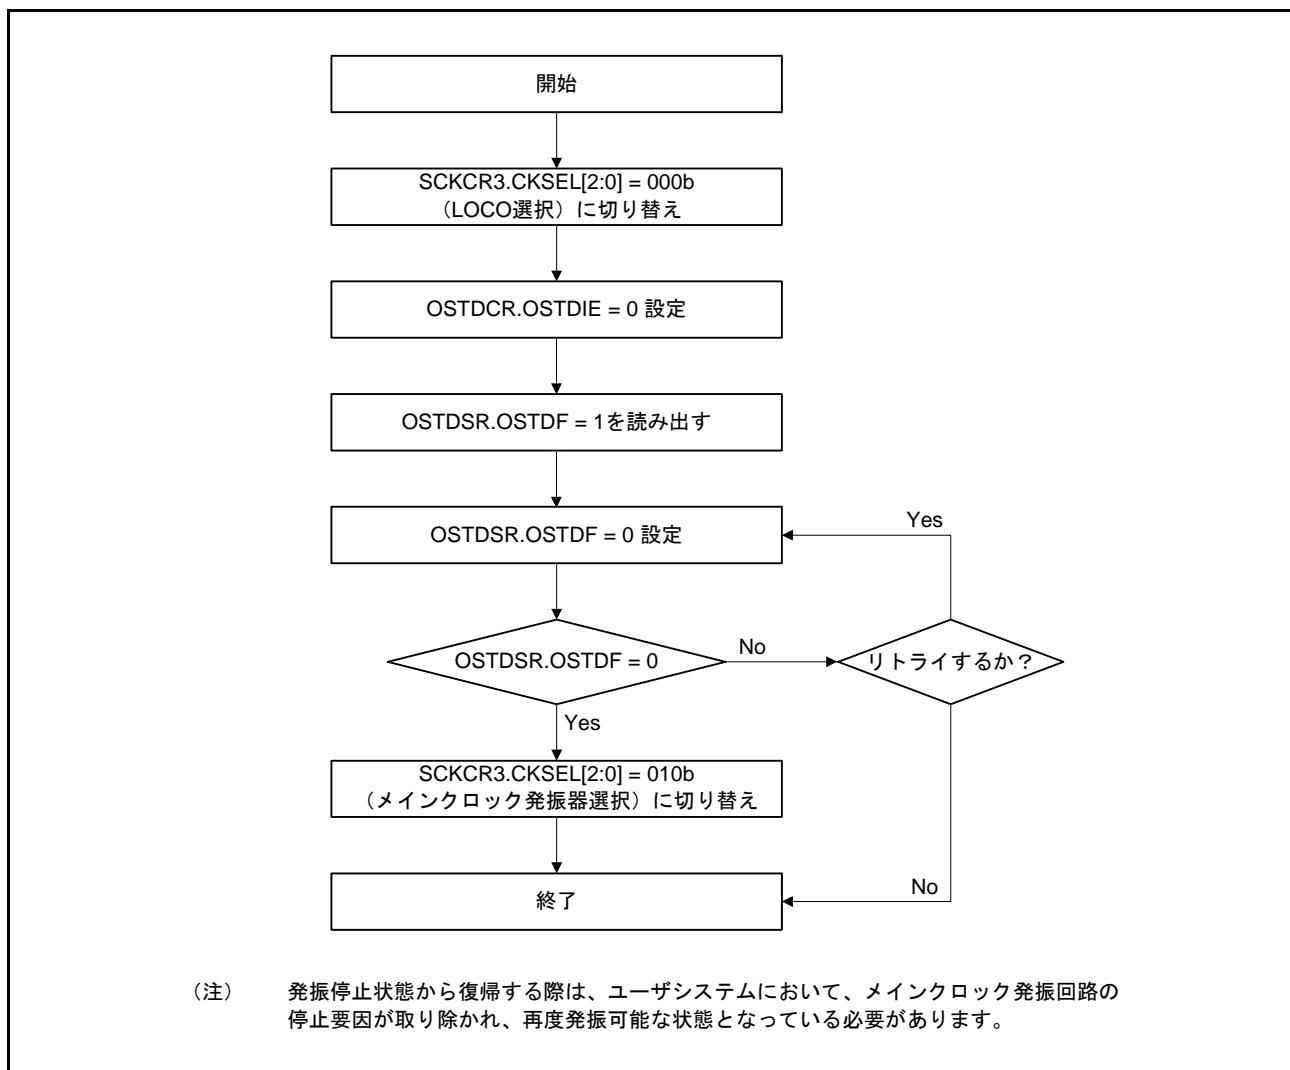 開始
SCKCR3.CKSEL[2:0] = 000b
（LOCO選択）に切り替え
OSTDCR.OSTDIE = 0 設定
OSTDSR.OSTDF = 1を読み出す
OSTDSR.OSTDF = 0 設定
Yes
OSTDSR.OSTDF = 0
No
リトライするか？
Yes
SCKCR3.CKSEL[2:0] = 010b
（メインクロック発振器選択）に切り替え
No
終了
（注） 発振停止状態から復帰する際は、ユーザシステムにおいて、メインクロック発振回路の
停止要因が取り除かれ、再度発振可能な状態となっている必要があります。